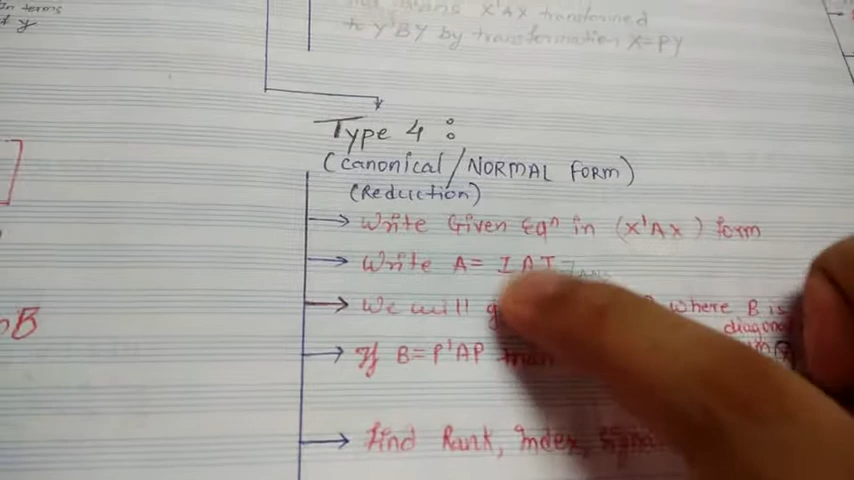 In terms
of y
X'AX transformed
to Y'BY by transformation X=PY
Type 4 :
(Canonical/NORMAL FORM)
(Reduction)
Write Given Eqn in (X'AX) form
Write A= IAI
We will where B is
diagonal
If B=P'AP then
Find Rank, Index,
B